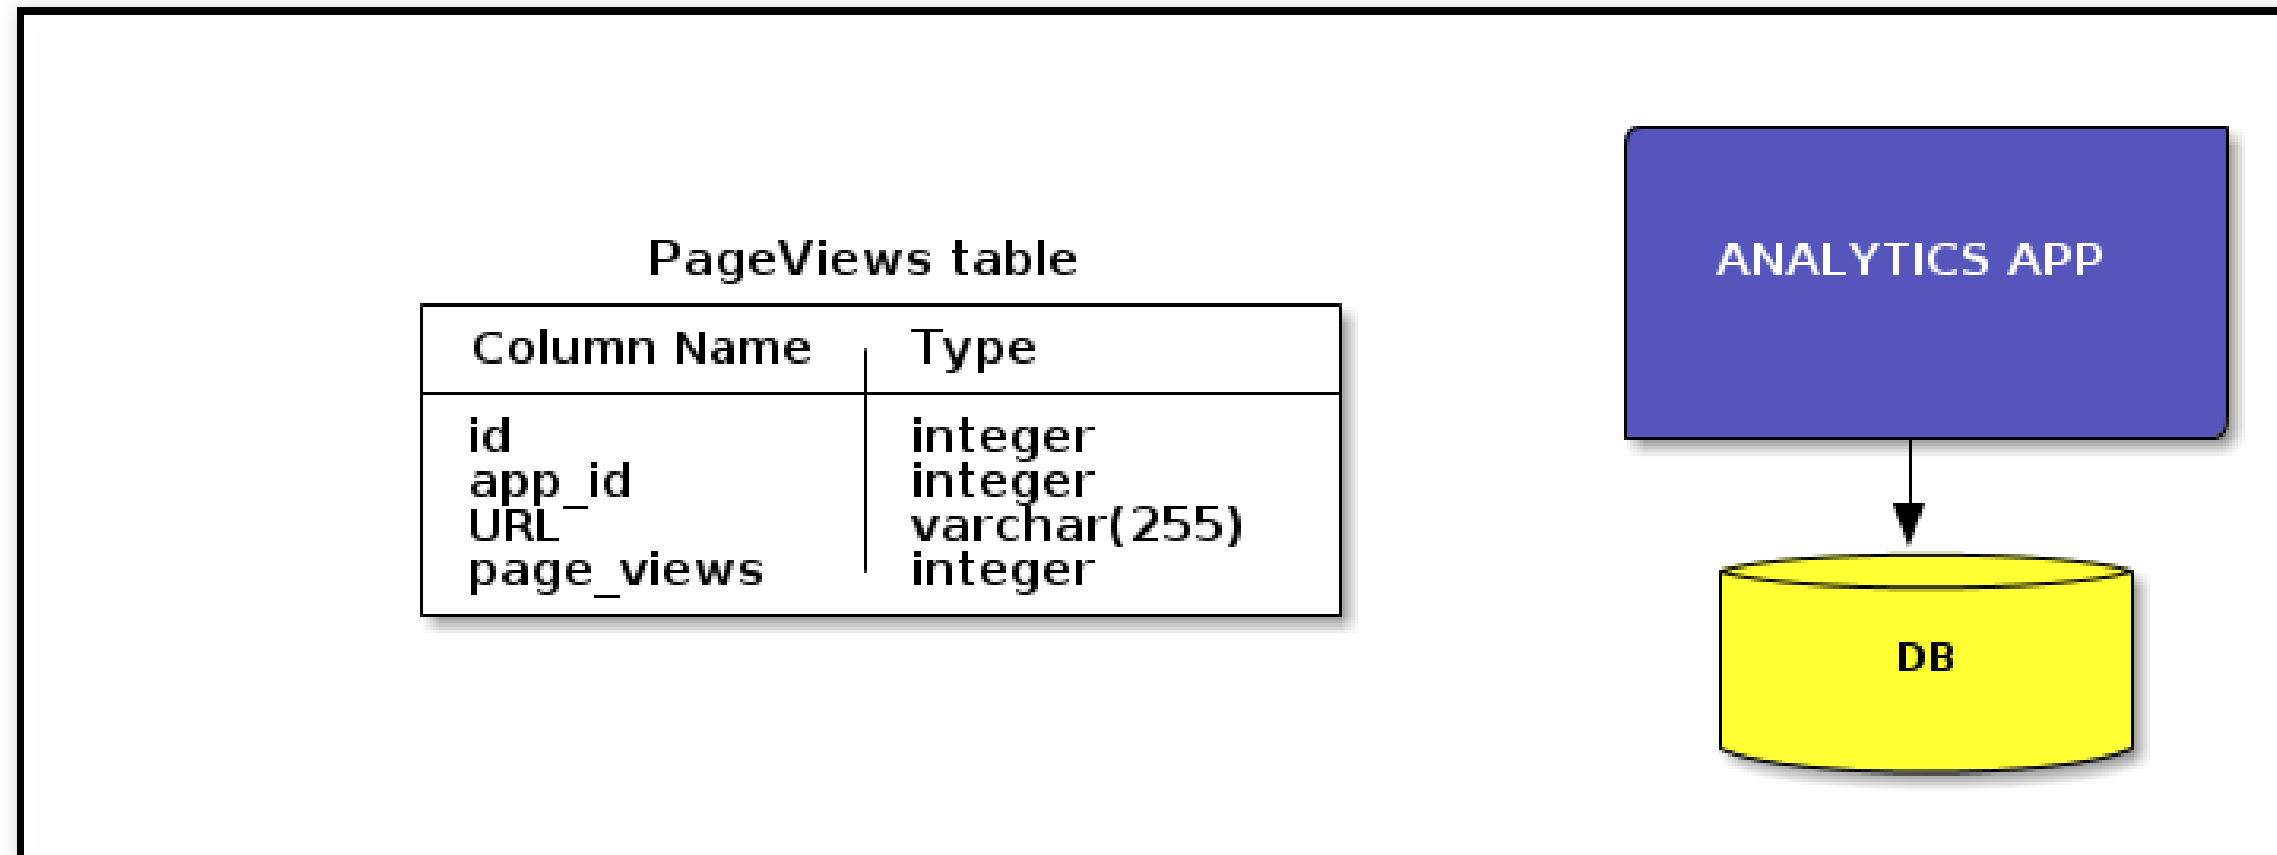 PageViews table
Column Name Type
id integer
app_id integer
URL varchar(255)
page_views integer
ANALYTICS APP
DB